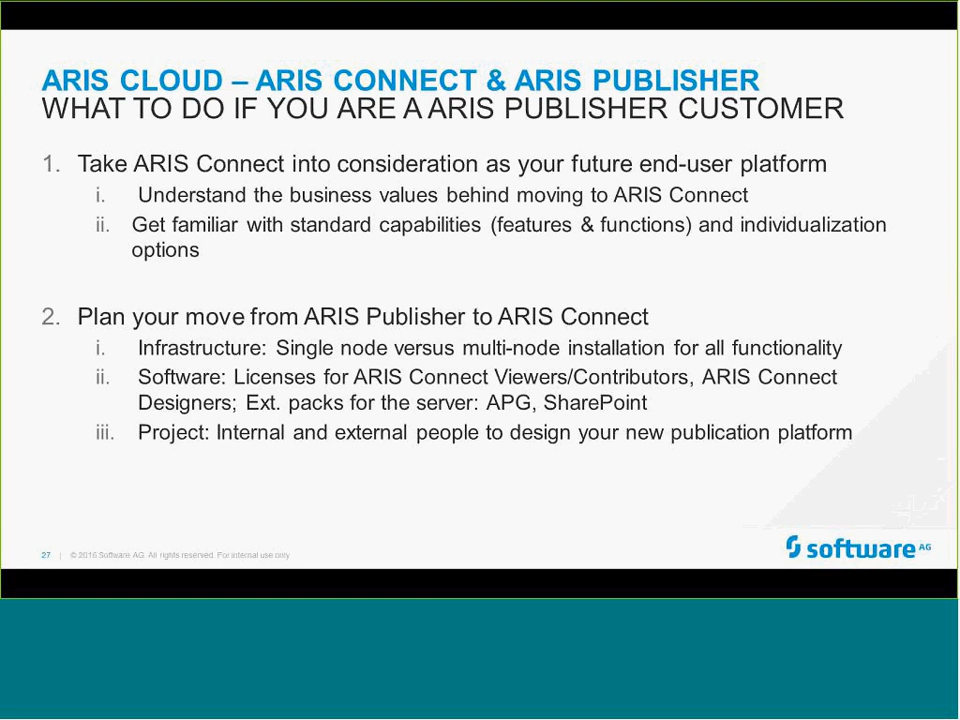 ARIS CLOUD – ARIS CONNECT & ARIS PUBLISHER
WHAT TO DO IF YOU ARE A ARIS PUBLISHER CUSTOMER
1. Take ARIS Connect into consideration as your future end-user platform
i. Understand the business values behind moving to ARIS Connect
ii. Get familiar with standard capabilities (features & functions) and individualization
options
2. Plan your move from ARIS Publisher to ARIS Connect
i. Infrastructure: Single node versus multi-node installation for all functionality
ii. Software: Licenses for ARIS Connect Viewers/Contributors, ARIS Connect
Designers; Ext. packs for the server: APG, SharePoint
iii. Project: Internal and external people to design your new publication platform
27 | © 2016 Software AG. All rights reserved. For internal use only
software AG